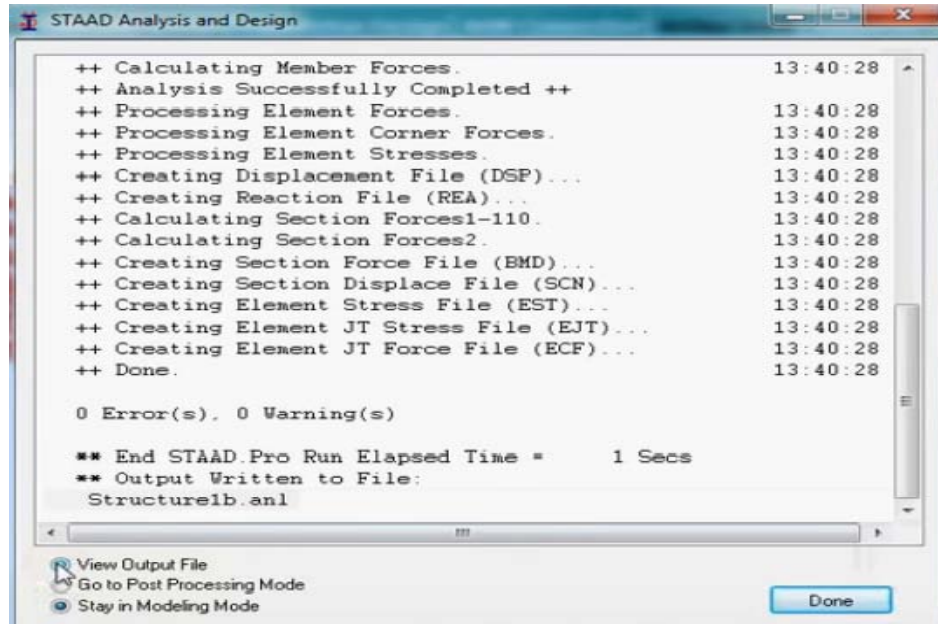 STAAD Analysis and Design
++ Calculating Member Forces. 13:40:28
++ Analysis Successfully Completed ++
++ Processing Element Forces. 13:40:28
++ Processing Element Corner Forces. 13:40:28
++ Processing Element Stresses. 13:40:28
++ Creating Displacement File (DSP)... 13:40:28
++ Creating Reaction File (REA)... 13:40:28
++ Calculating Section Forces1-110. 13:40:28
++ Calculating Section Forces2. 13:40:28
++ Creating Section Force File (BMD)... 13:40:28
++ Creating Section Displace File (SCN)... 13:40:28
++ Creating Element Stress File (EST)... 13:40:28
++ Creating Element JT Stress File (EJT)... 13:40:28
++ Creating Element JT Force File (ECF)... 13:40:28
++ Done. 13:40:28
0 Error(s), 0 Warning(s)
** End STAAD.Pro Run Elapsed Time = 1 Secs
** Output Written to File:
Structure1b.anl
View Output File
Go to Post Processing Mode
Stay in Modeling Mode
Done